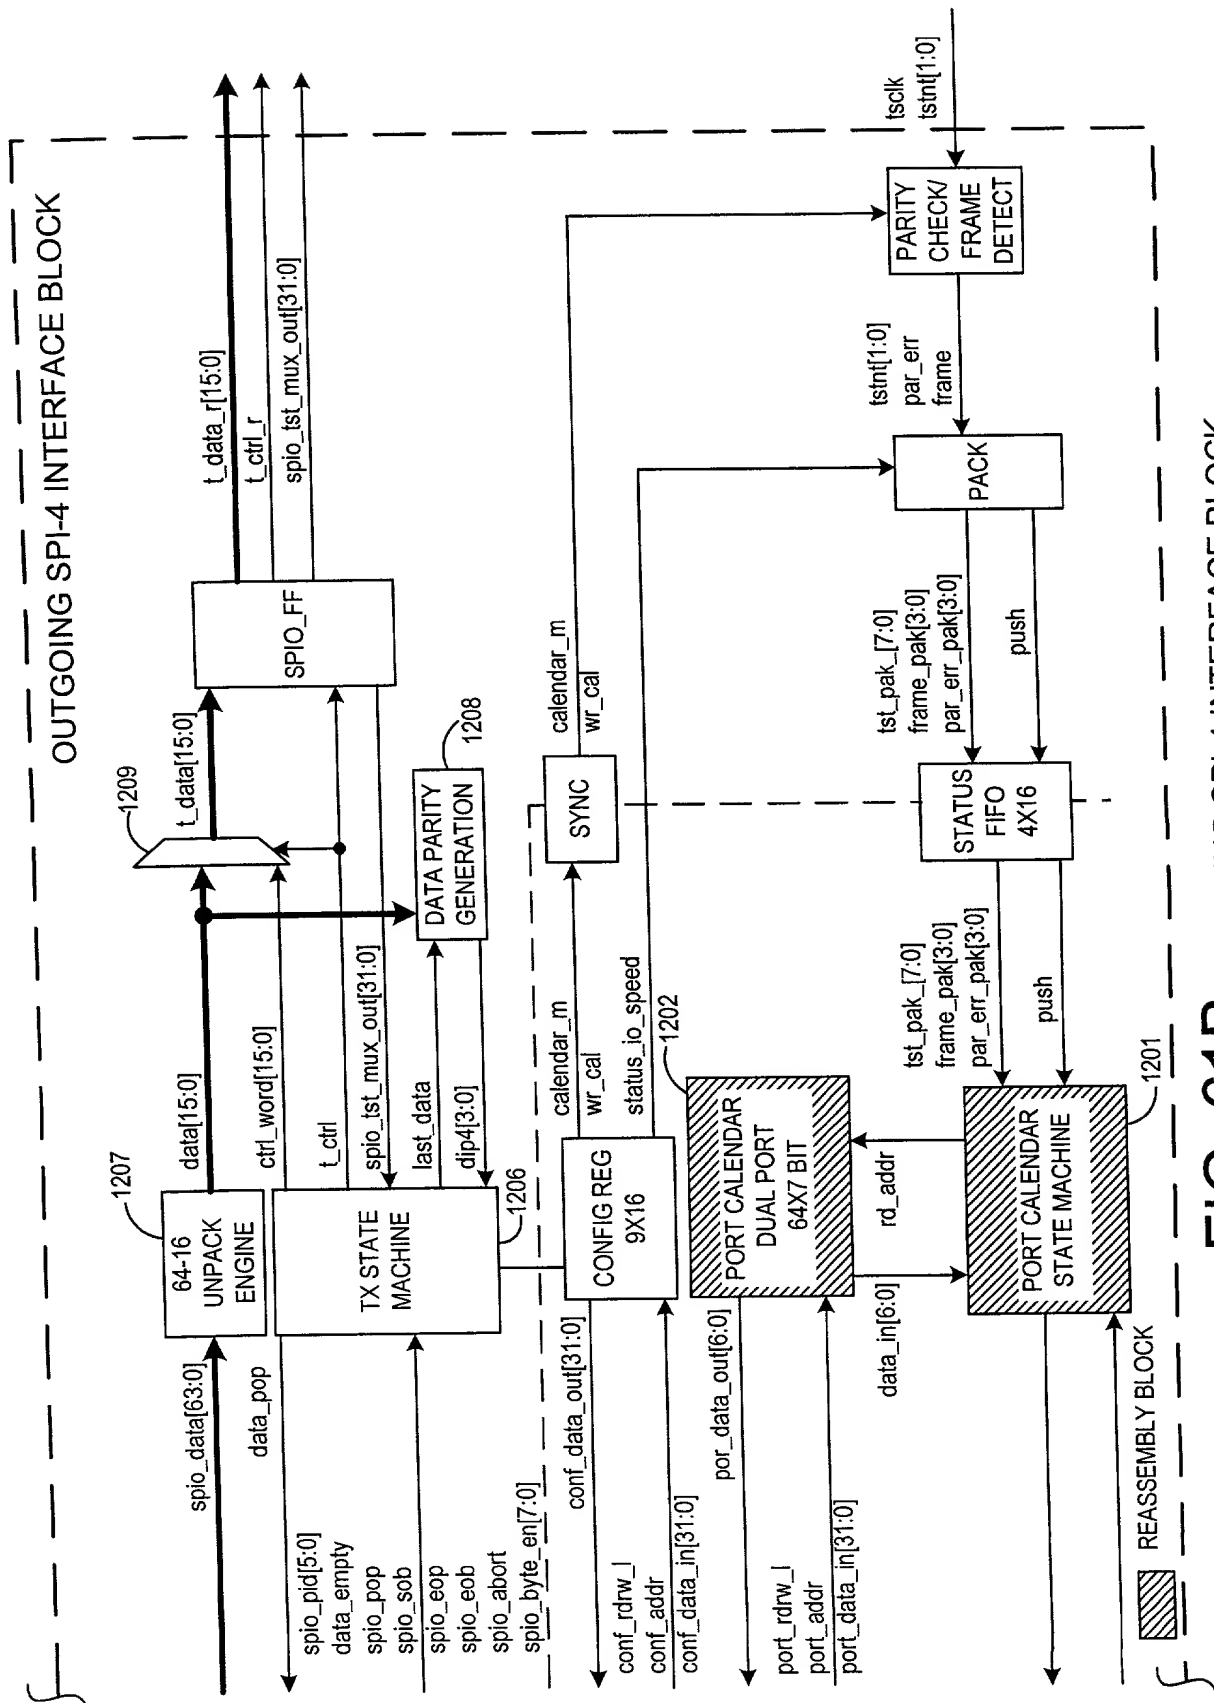 OUTGOING SPI-4 INTERFACE BLOCK
spio_data[63:0]
1207
64-16
UNPACK
ENGINE
data[15:0]
1209
t_data[15:0]
t_data_r[15:0]
t_ctrl_r
spio_tst_mux_out[31:0]
SPIO_FF
data_pop
spio_pid[5:0]
data_empty
spio_pop
spio_sob
spio_eop
spio_eob
spio_abort
spio_byte_en[7:0]
TX STATE
MACHINE
1206
ctrl_word[15:0]
t_ctrl
spio_tst_mux_out[31:0]
last_data
dip4[3:0]
DATA PARITY
GENERATION
1208
conf_data_out[31:0]
conf_rdrw_l
conf_addr
conf_data_in[31:0]
CONFIG REG
9X16
calendar_m
wr_cal
status_io_speed
SYNC
calendar_m
wr_cal
por_data_out[6:0]
port_rdrw_l
port_addr
port_data_in[31:0]
PORT CALENDAR
DUAL PORT
64X7 BIT
1202
data_in[6:0]
rd_addr
PORT CALENDAR
STATE MACHINE
1201
tst_pak_[7:0]
frame_pak[3:0]
par_err_pak[3:0]
push
STATUS
FIFO
4X16
tst_pak_[7:0]
frame_pak[3:0]
par_err_pak[3:0]
push
PACK
tstnt[1:0]
par_err
frame
PARITY
CHECK/
FRAME
DETECT
tsclk
tstnt[1:0]
REASSEMBLY BLOCK
INTERFACE BLOCK